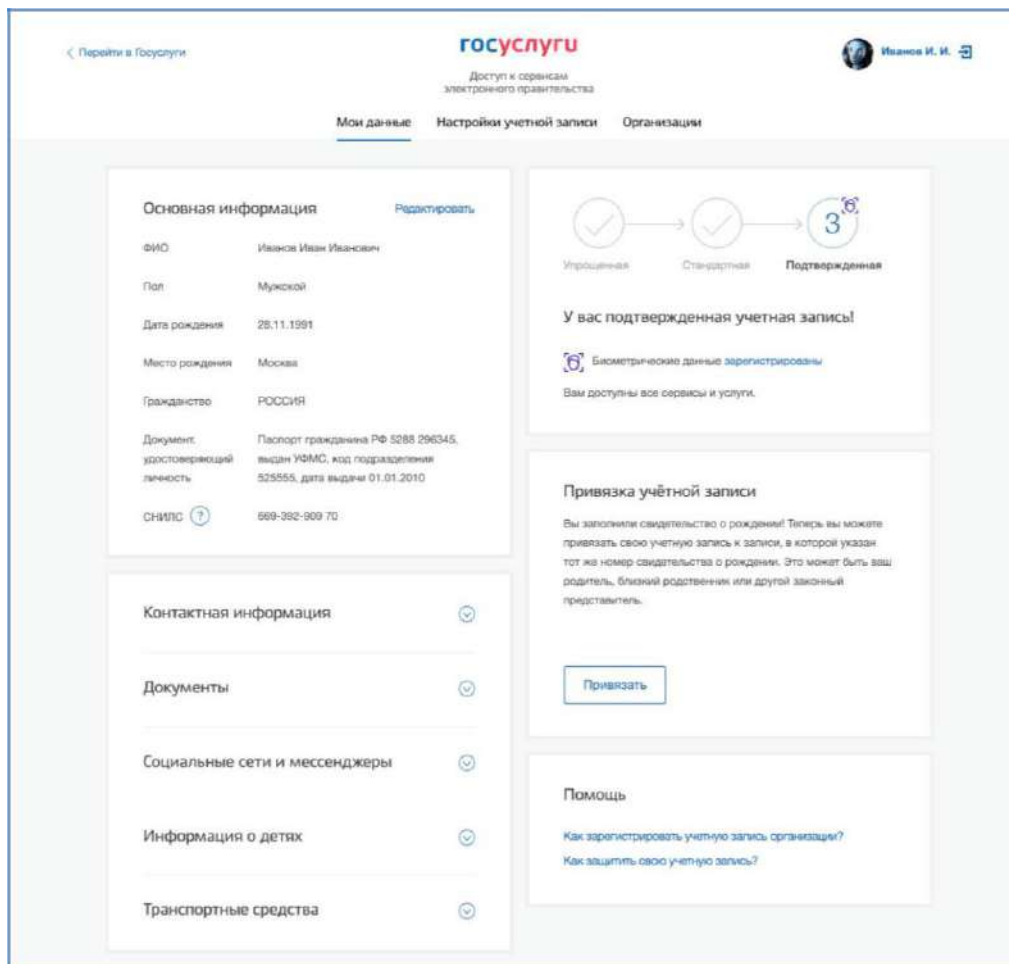 Перейти в Госуслуги
госуслуги
Иванов И. И.
Доступ к сервисам
электронного правительства
Мои данные
Настройки учетной записи
Организации
Основная информация
Редактировать
ФИО
Иванов Иван Иванович
Пол
Мужской
Дата рождения
28.11.1991
Место рождения
Москва
Гражданство
РОССИЯ
Документ,
удостоверяющий
личность
Паспорт гражданина РФ 5288 296345,
выдан УФМС, код подразделения
525555, дата выдачи 01.01.2010
СНИЛС ?
669-392-909 70
Контактная информация
Документы
Социальные сети и мессенджеры
Информация о детях
Транспортные средства
3
Упрощенная
Стандартная
Подтвержденная
У вас подтвержденная учетная запись!
Биометрические данные зарегистрированы
Вам доступны все сервисы и услуги.
Привязка учётной записи
Вы заполнили свидетельство о рождении! Теперь вы можете
привязать свою учетную запись к записи, в которой указан
тот же номер свидетельства о рождении. Это может быть ваш
родитель, близкий родственник или другой законный
представитель.
Привязать
Помощь
Как зарегистрировать учетную запись организации?
Как защитить свою учетную запись?